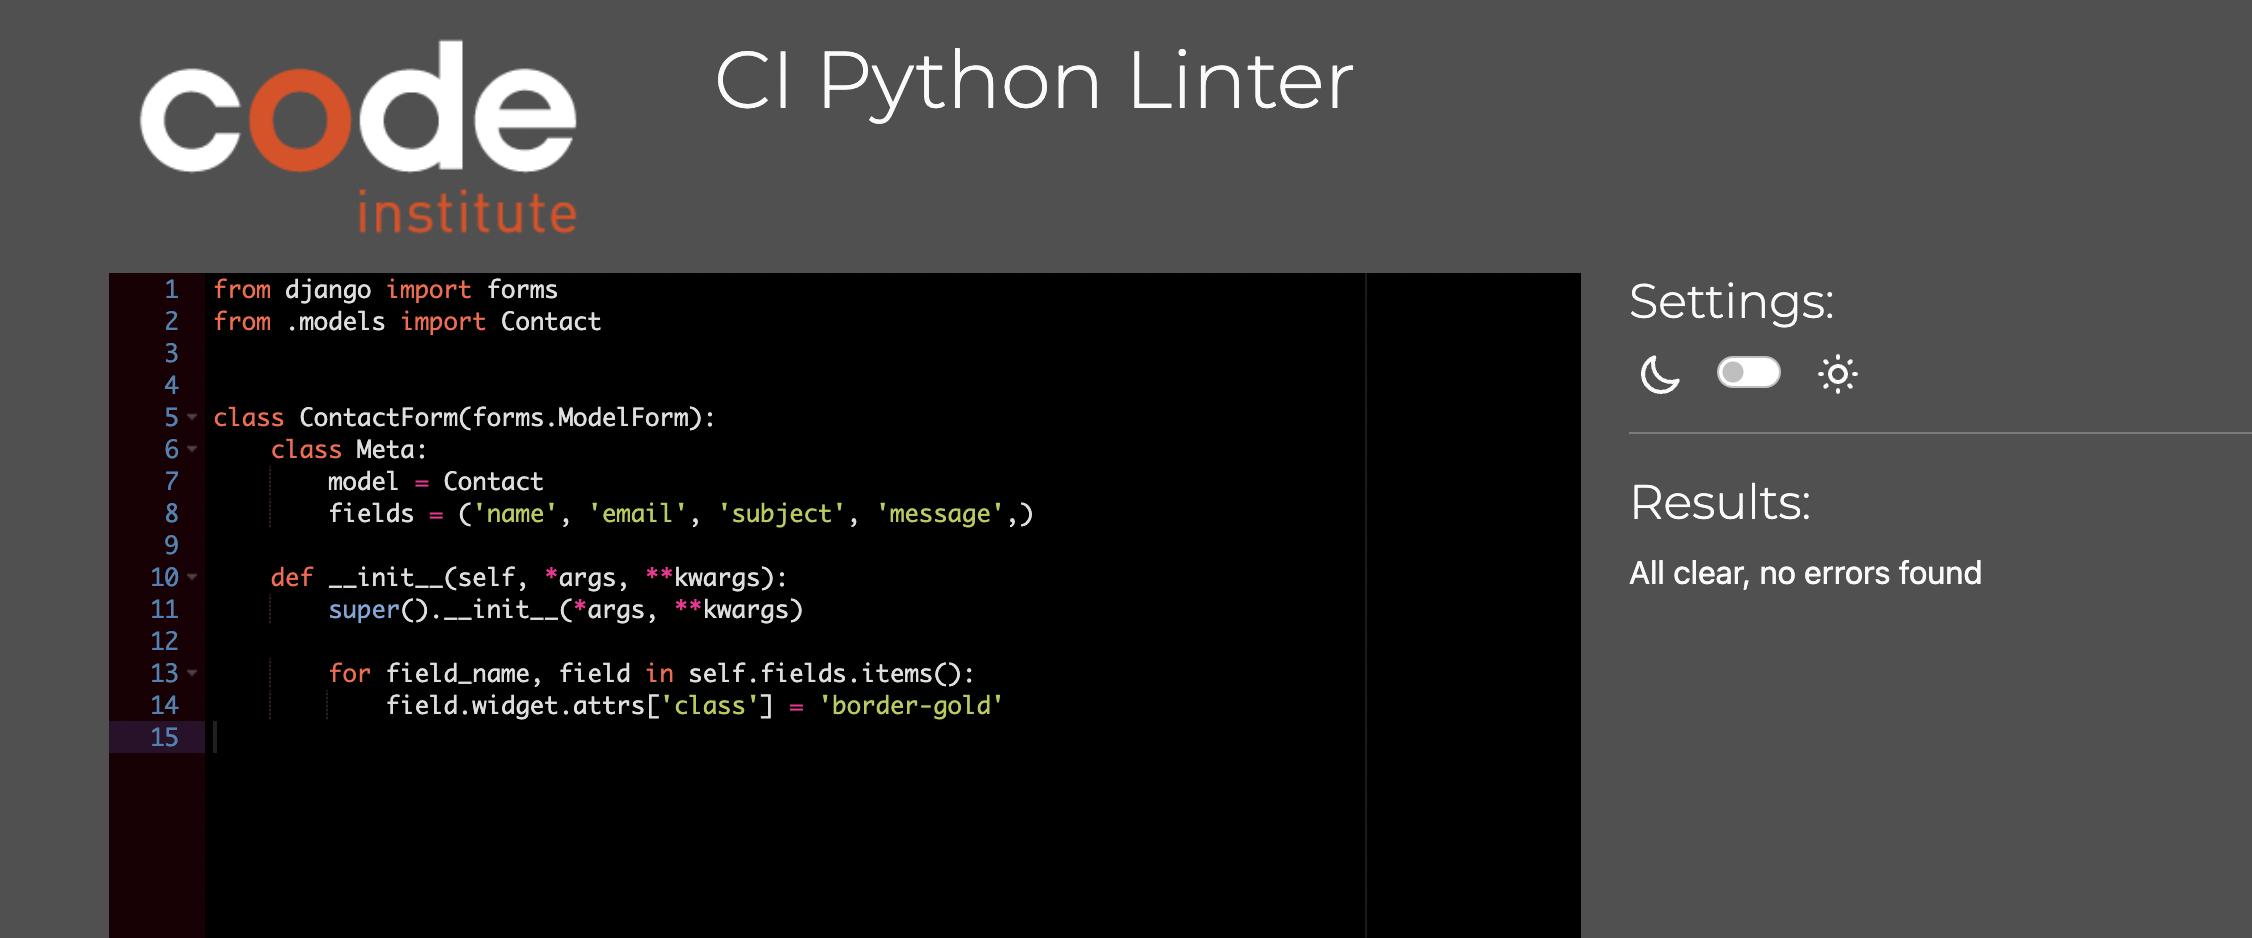 code
institute
CI Python Linter
1 from django import forms
2 from .models import Contact
3
4
5 class ContactForm(forms.ModelForm):
6     class Meta:
7         model = Contact
8         fields = ('name', 'email', 'subject', 'message',)
9
10     def __init__(self, *args, **kwargs):
11         super().__init__(*args, **kwargs)
12
13         for field_name, field in self.fields.items():
14             field.widget.attrs['class'] = 'border-gold'
15
Settings:
Results:
All clear, no errors found